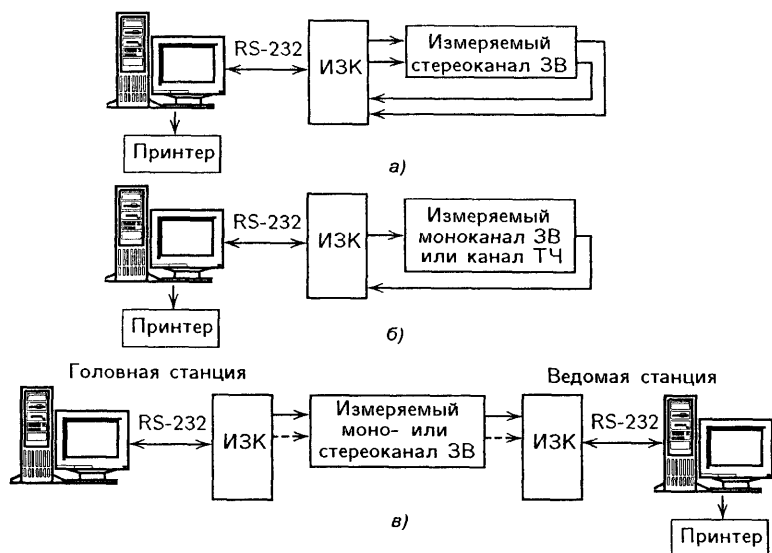 RS-232
ИЗК
Измеряемый
стереоканал ЗВ
Принтер
а)
RS-232
ИЗК
Измеряемый
моноканал ЗВ
или канал ТЧ
Принтер
б)
Головная станция
Ведомая станция
RS-232
ИЗК
Измеряемый
моно- или
стереоканал ЗВ
ИЗК
RS-232
в)
Принтер